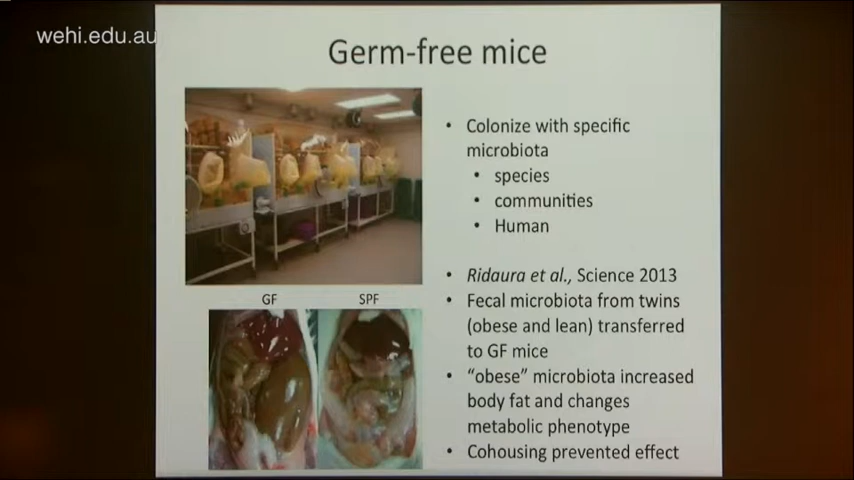 wehi.edu.au
Germ-free mice
• Colonize with specific
microbiota
• species
• communities
• Human
• Ridaura et al., Science 2013
• Fecal microbiota from twins
(obese and lean) transferred
to GF mice
• “obese” microbiota increased
body fat and changes
metabolic phenotype
• Cohousing prevented effect
GF
SPF